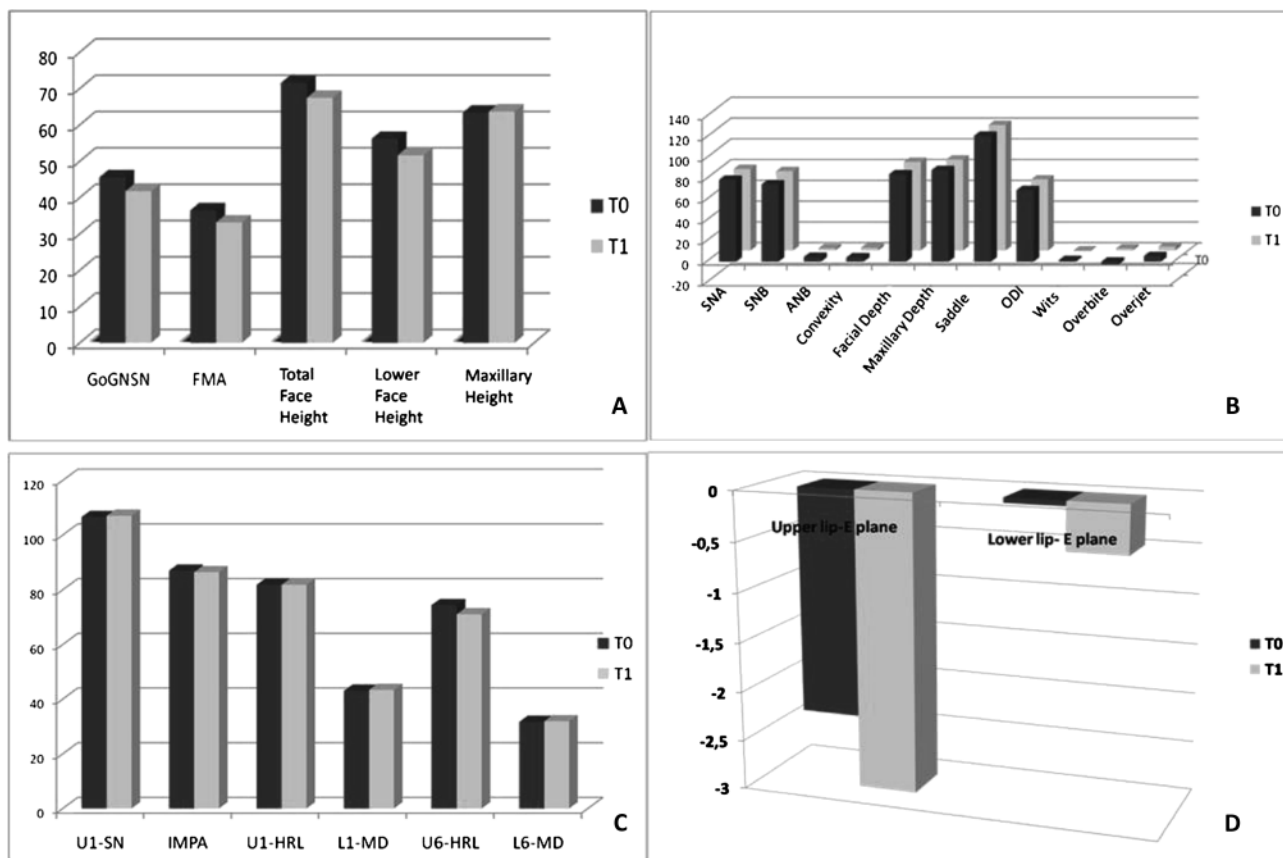 80
70
60
50
40
30
20
10
0
GoGNSN
FMA
Total
Face
Height
Lower
Face
Height
Maxillary
Height
T0
T1
A
140
120
100
80
60
40
20
0
-20
SNA
SNB
ANB
Convexity
Facial Depth
Maxillary Depth
Saddle
ODI
Wits
Overbite
Overjet
T0
T0
T1
B
120
100
80
60
40
20
0
U1-SN
IMPA
U1-HRL
L1-MD
U6-HRL
L6-MD
T0
T1
C
0
-0,5
-1
-1,5
-2
-2,5
-3
Upper lip-E plane
Lower lip- E plane
T0
T1
D